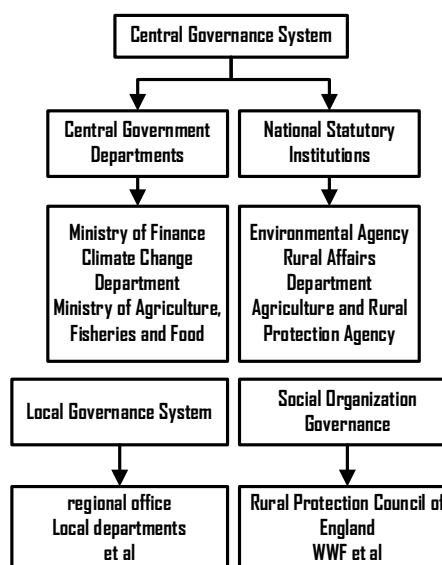 Central Governance System
Central Government
Departments
National Statutory
Institutions
Ministry of Finance
Climate Change
Department
Ministry of Agriculture,
Fisheries and Food
Environmental Agency
Rural Affairs
Department
Agriculture and Rural
Protection Agency
Local Governance System
Social Organization
Governance
regional office
Local departments
et al
Rural Protection Council of
England
WWF et al